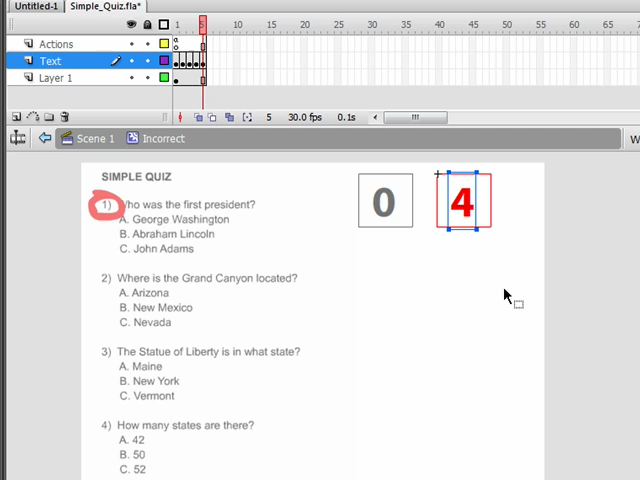 Untitled-1 Simple_Quiz.fla*
1 5 10 15 20 25 30 35 40 45 50 55 60 65
Actions
Text
Layer 1
5 30.0 fps 0.1s
Scene 1 Incorrect W
SIMPLE QUIZ
1) Who was the first president?
A. George Washington
B. Abraham Lincoln
C. John Adams
0 4
2) Where is the Grand Canyon located?
A. Arizona
B. New Mexico
C. Nevada
3) The Statue of Liberty is in what state?
A. Maine
B. New York
C. Vermont
4) How many states are there?
A. 42
B. 50
C. 52